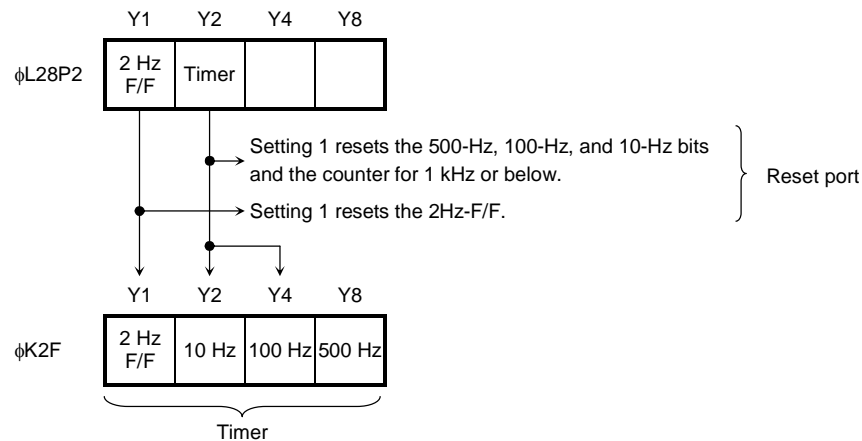 Y1 Y2 Y4 Y8
ϕL28P2
2 Hz
F/F
Timer
Setting 1 resets the 500-Hz, 100-Hz, and 10-Hz bits
and the counter for 1 kHz or below.
Setting 1 resets the 2Hz-F/F.
Reset port
Y1 Y2 Y4 Y8
ϕK2F
2 Hz
F/F
10 Hz 100 Hz 500 Hz
Timer